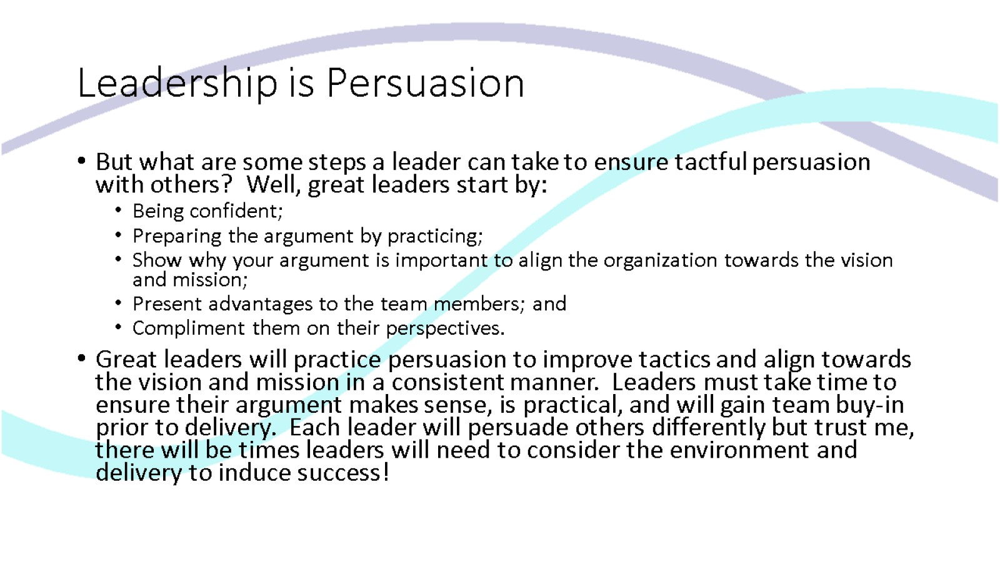 Leadership is Persuasion
• But what are some steps a leader can take to ensure tactful persuasion
with others?  Well, great leaders start by:
• Being confident;
• Preparing the argument by practicing;
• Show why your argument is important to align the organization towards the vision
and mission;
• Present advantages to the team members; and
• Compliment them on their perspectives.
• Great leaders will practice persuasion to improve tactics and align towards
the vision and mission in a consistent manner.  Leaders must take time to
ensure their argument makes sense, is practical, and will gain team buy-in
prior to delivery.  Each leader will persuade others differently but trust me,
there will be times leaders will need to consider the environment and
delivery to induce success!